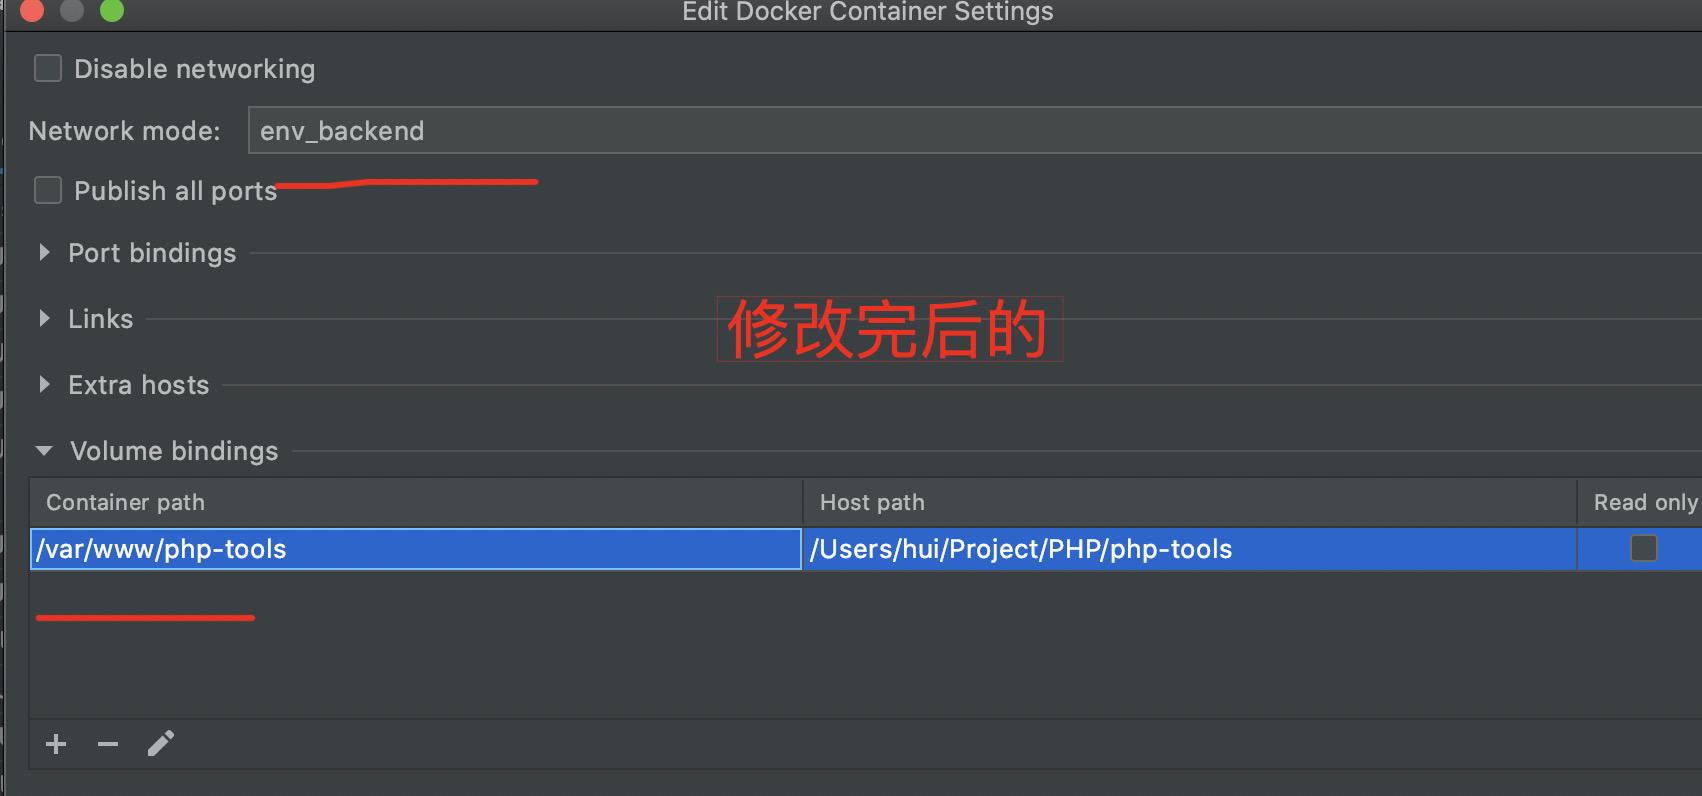 Edit Docker Container Settings
Disable networking
Network mode: env_backend
Publish all ports
Port bindings
Links
修改完后的
Extra hosts
Volume bindings
Container path Host path Read only
/var/www/php-tools /Users/hui/Project/PHP/php-tools